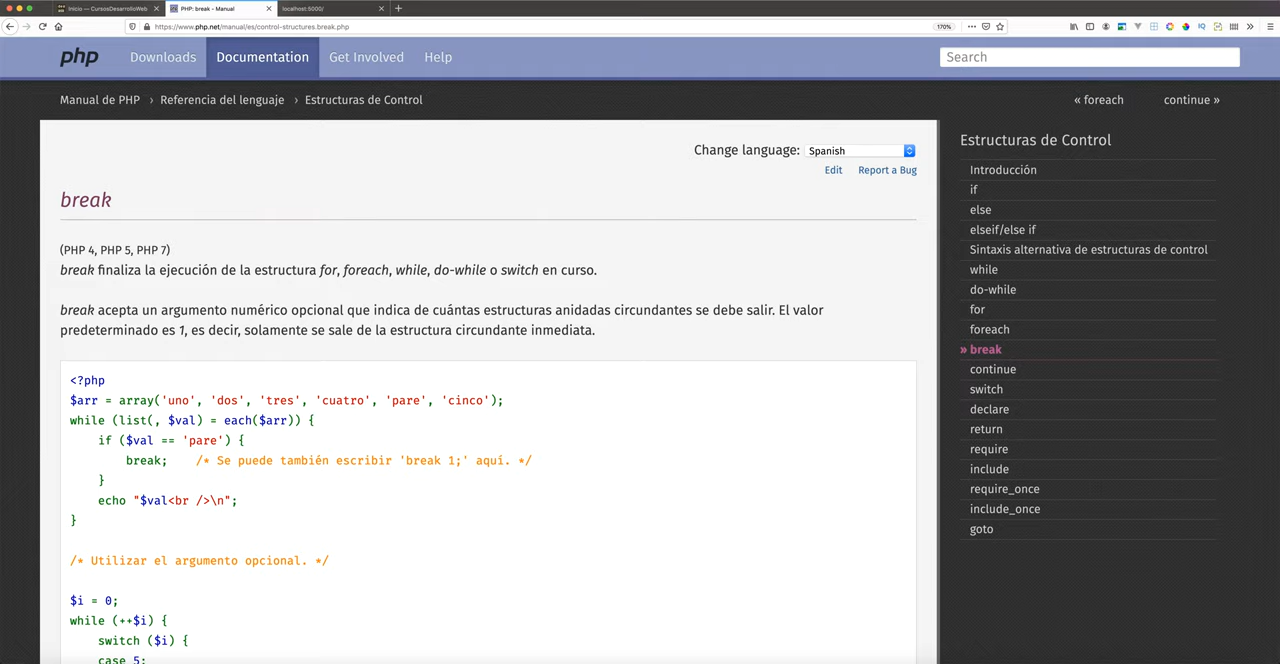 Inicio — CursosDesarrolloWeb
PHP: break - Manual
localhost:5000/
https://www.php.net/manual/es/control-structures.break.php
170%
php
Downloads
Documentation
Get Involved
Help
Search
Manual de PHP › Referencia del lenguaje › Estructuras de Control
« foreach
continue »
Change language: Spanish
Edit
Report a Bug
break
(PHP 4, PHP 5, PHP 7)
break finaliza la ejecución de la estructura for, foreach, while, do-while o switch en curso.
break acepta un argumento numérico opcional que indica de cuántas estructuras anidadas circundantes se debe salir. El valor
predeterminado es 1, es decir, solamente se sale de la estructura circundante inmediata.
<?php
$arr = array('uno', 'dos', 'tres', 'cuatro', 'pare', 'cinco');
while (list(, $val) = each($arr)) {
if ($val == 'pare') {
break;    /* Se puede también escribir 'break 1;' aquí. */
}
echo "$val<br />\n";
}
/* Utilizar el argumento opcional. */
$i = 0;
while (++$i) {
switch ($i) {
case 5:
Estructuras de Control
Introducción
if
else
elseif/else if
Sintaxis alternativa de estructuras de control
while
do-while
for
foreach
» break
continue
switch
declare
return
require
include
require_once
include_once
goto